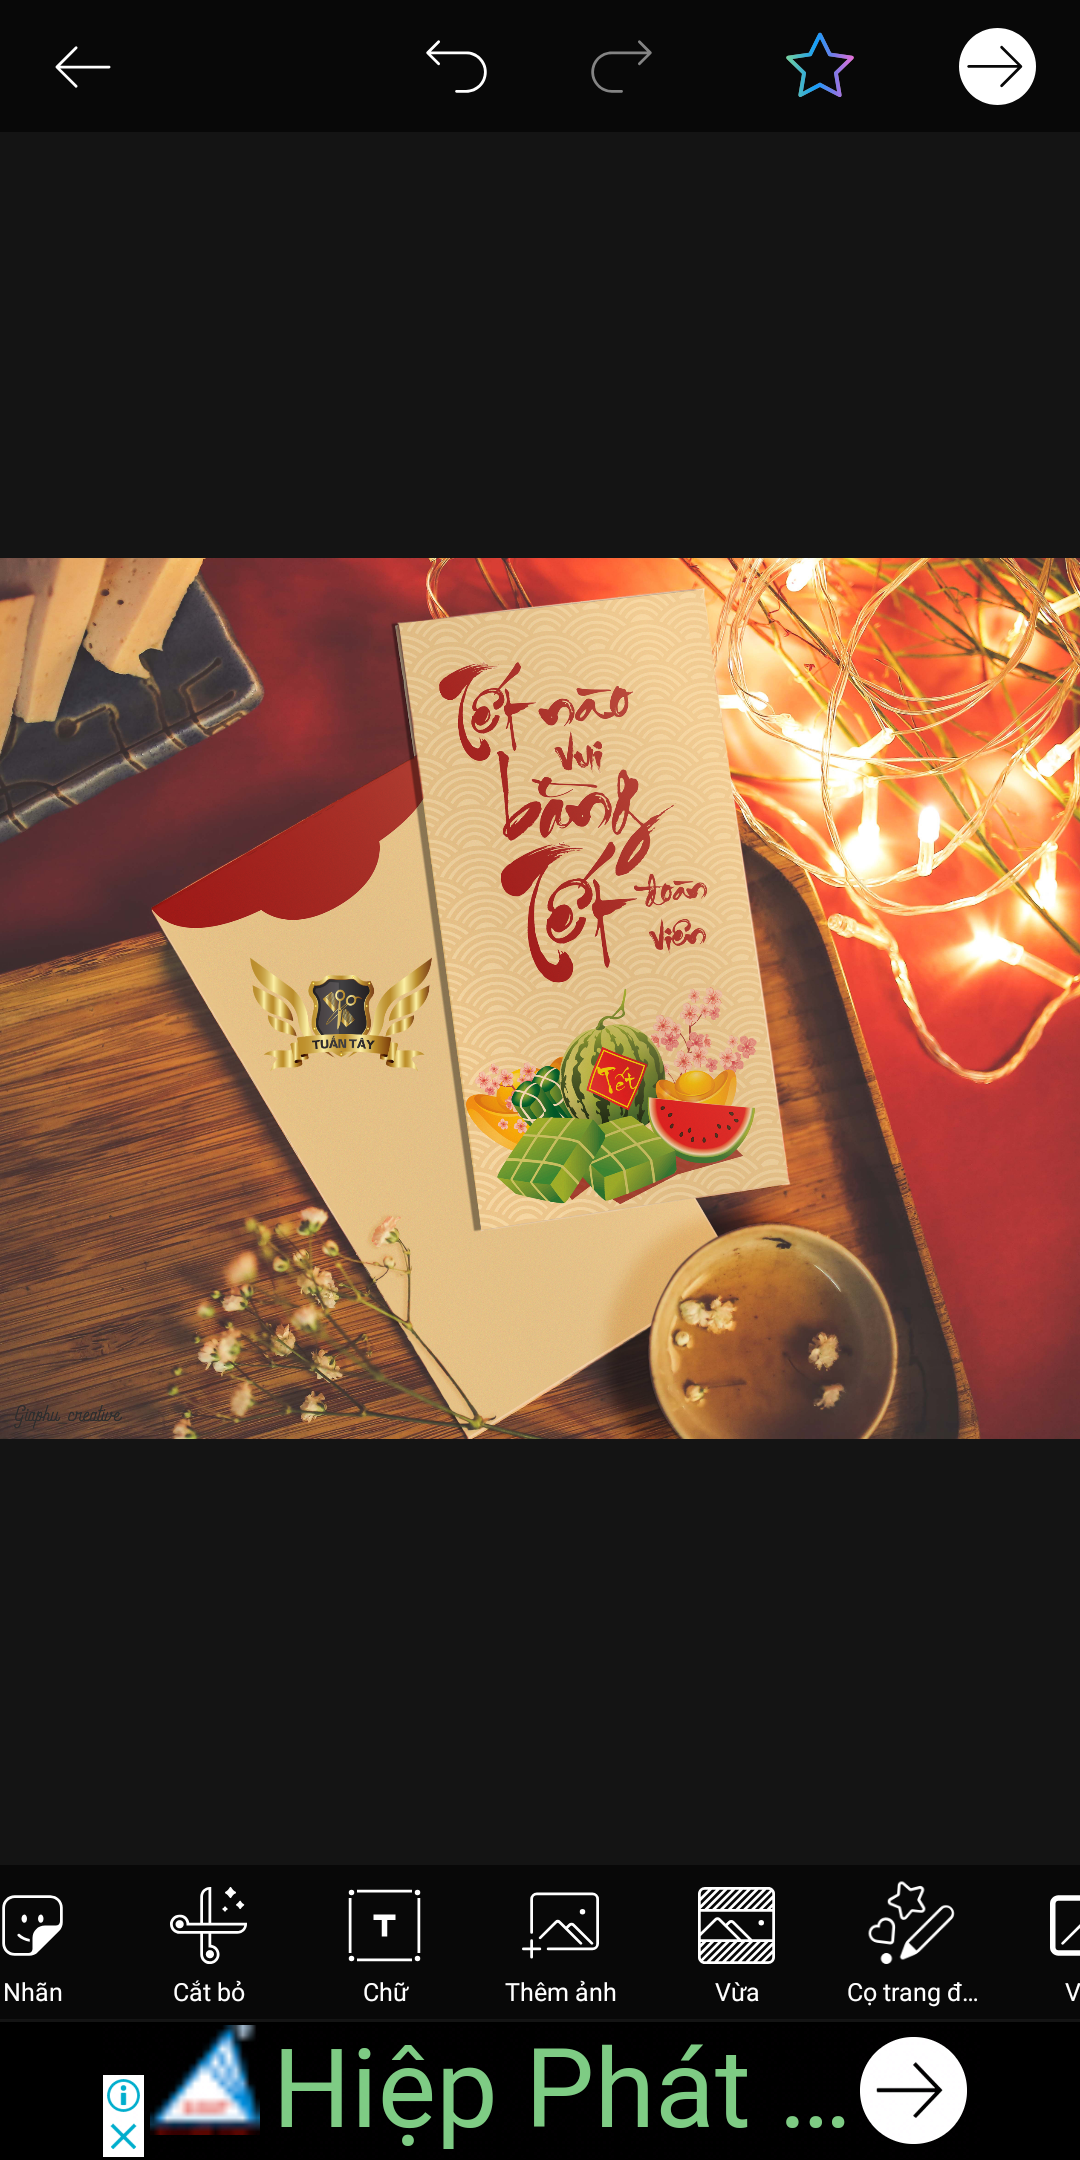 Tết nào
vui
bằng
Tết đoàn
viên
TUẤN TÂY
Tết
Giaphu creative
Nhãn
Cắt bỏ
Chữ
Thêm ảnh
Vừa
Cọ trang đ...
V
T
Hiệp Phát ...